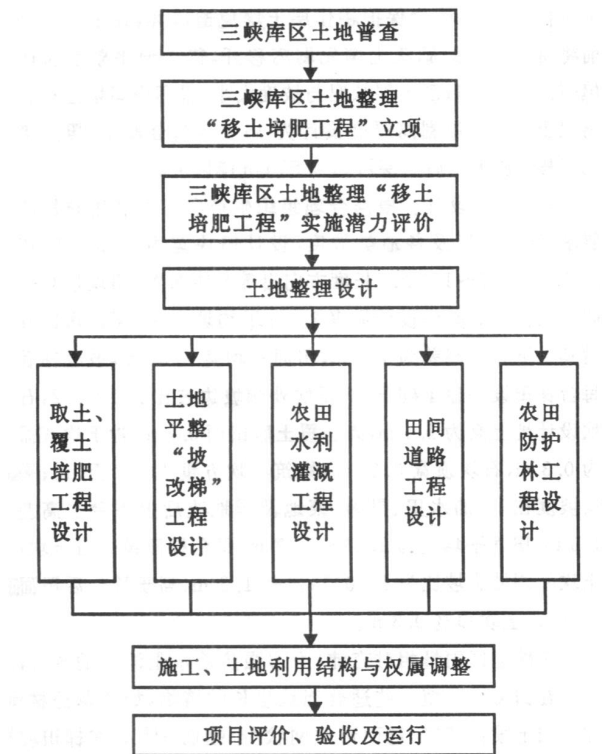 三峡库区土地普查
三峡库区土地整理
“移土培肥工程”立项
三峡库区土地整理“移土
培肥工程”实施潜力评价
土地整理设计
取土、
覆土
培肥
工程
设计
土地
平整
“坡
改梯”
工程
设计
农田
水利
灌溉
工程
设计
田间
道路
工程
设计
农田
防护
林工
程设
计
施工、土地利用结构与权属调整
项目评价、验收及运行